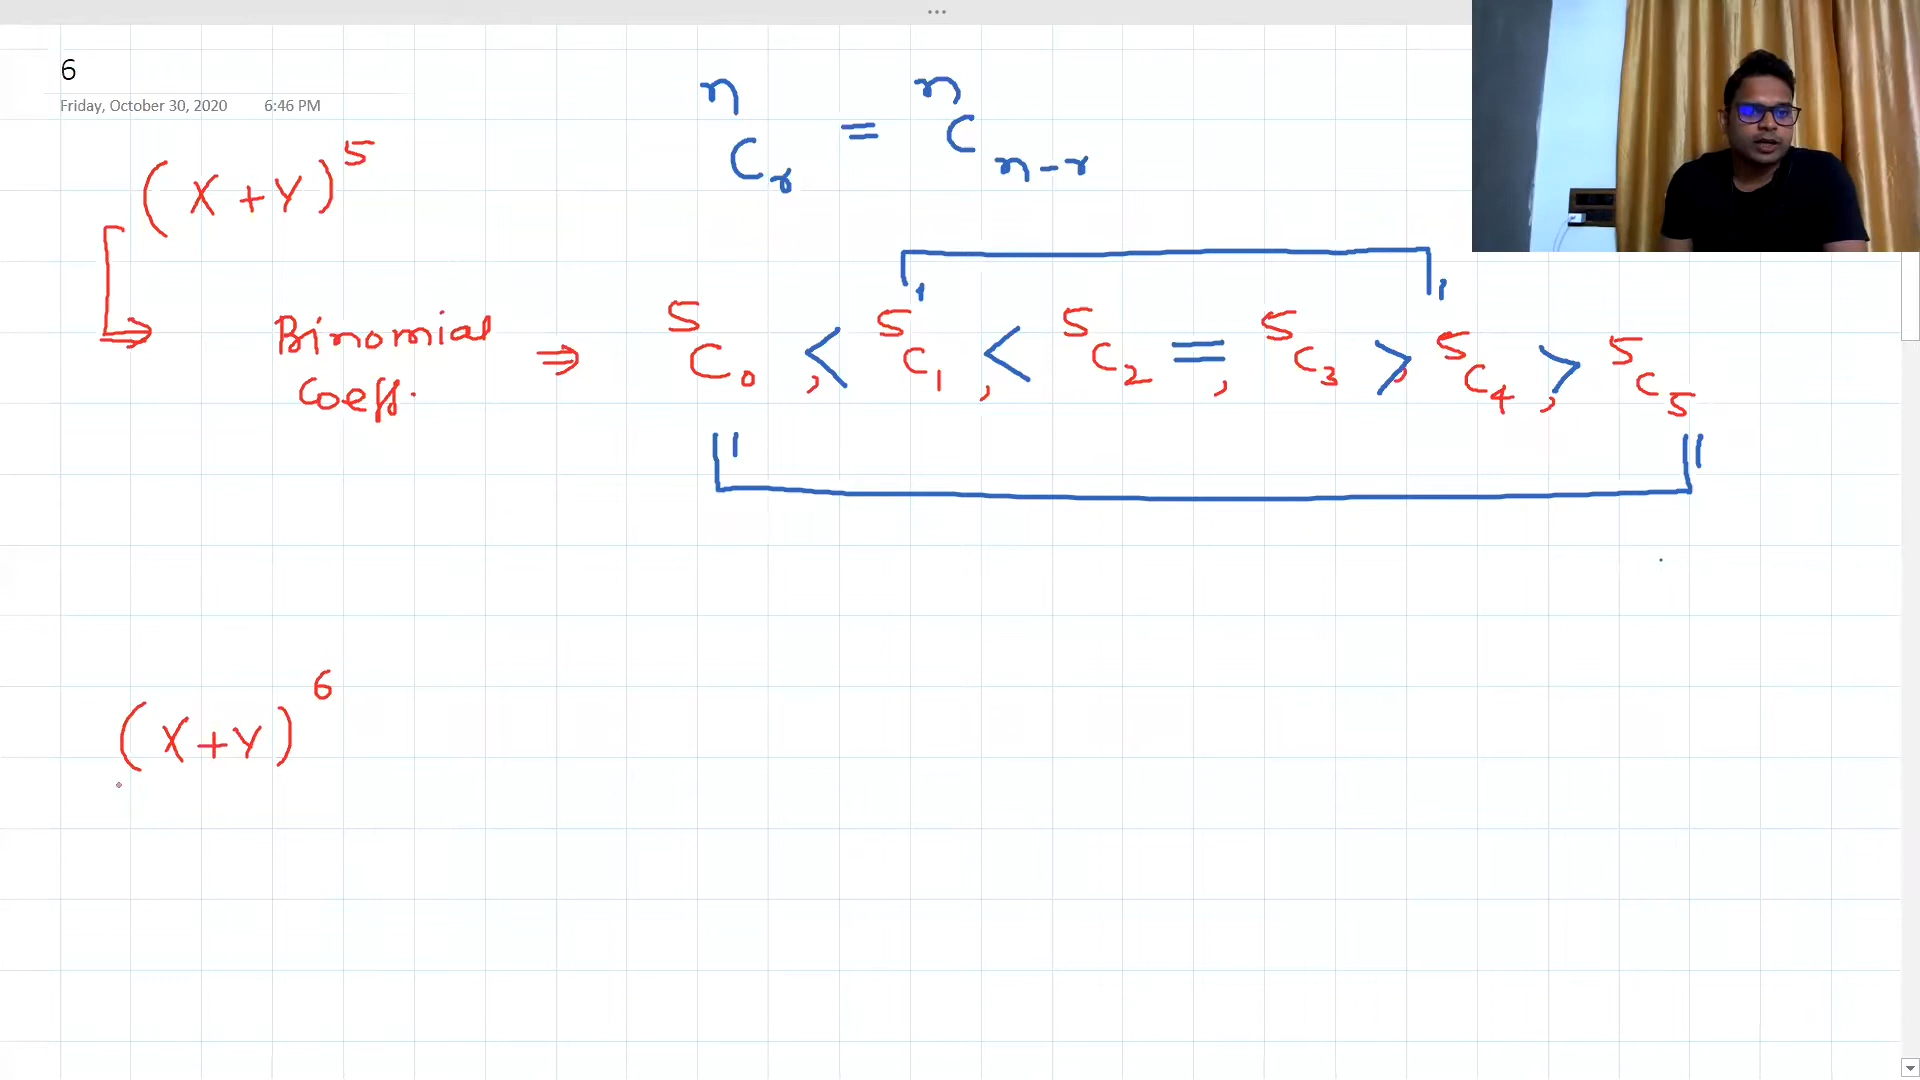 6
Friday, October 30, 2020 6:46 PM
ⁿCᵣ = ⁿCₙ₋ᵣ
(X+Y)⁵
⇒ Binomial Coeff. ⇒ ⁵C₀ , < ⁵C₁ , < ⁵C₂ = , ⁵C₃ > , ⁵C₄ , > ⁵C₅
(X+Y)⁶